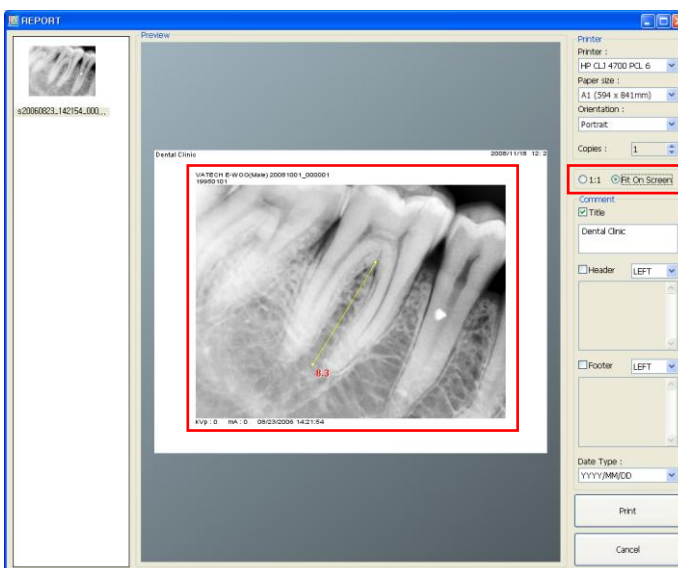 REPORT
s20060823_142154_000...
Preview
Dental Clinic
2008/11/18 12:2
VATECH E-WOO(Male) 20081001_000001
19950101
8.3
kVp : 0 mA : 0 08/23/2006 14:21:54
Printer
Printer :
HP CLJ 4700 PCL 6
Paper size :
A1 (594 x 841mm)
Orientation :
Portrait
Copies :
1
1:1 Fit On Screen
Comment
Title
Dental Clinic
Header LEFT
Footer LEFT
Date Type :
YYYY/MM/DD
Print
Cancel